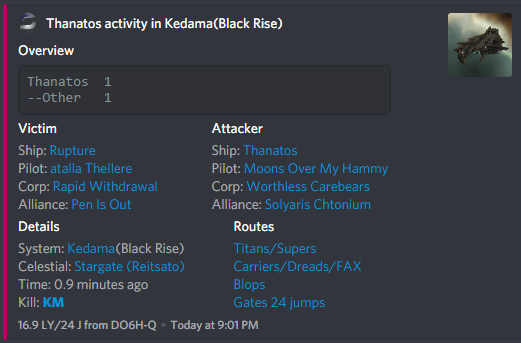 Thanatos activity in Kedama(Black Rise)
Overview
Thanatos 1
--Other 1
Victim
Ship: Rupture
Pilot: atalla Thellere
Corp: Rapid Withdrawal
Alliance: Pen Is Out
Attacker
Ship: Thanatos
Pilot: Moons Over My Hammy
Corp: Worthless Carebears
Alliance: Solyaris Chtonium
Details
System: Kedama(Black Rise)
Celestial: Stargate (Reitsato)
Time: 0.9 minutes ago
Kill: KM
Routes
Titans/Supers
Carriers/Dreads/FAX
Blops
Gates 24 jumps
16.9 LY/24 J from DO6H-Q • Today at 9:01 PM